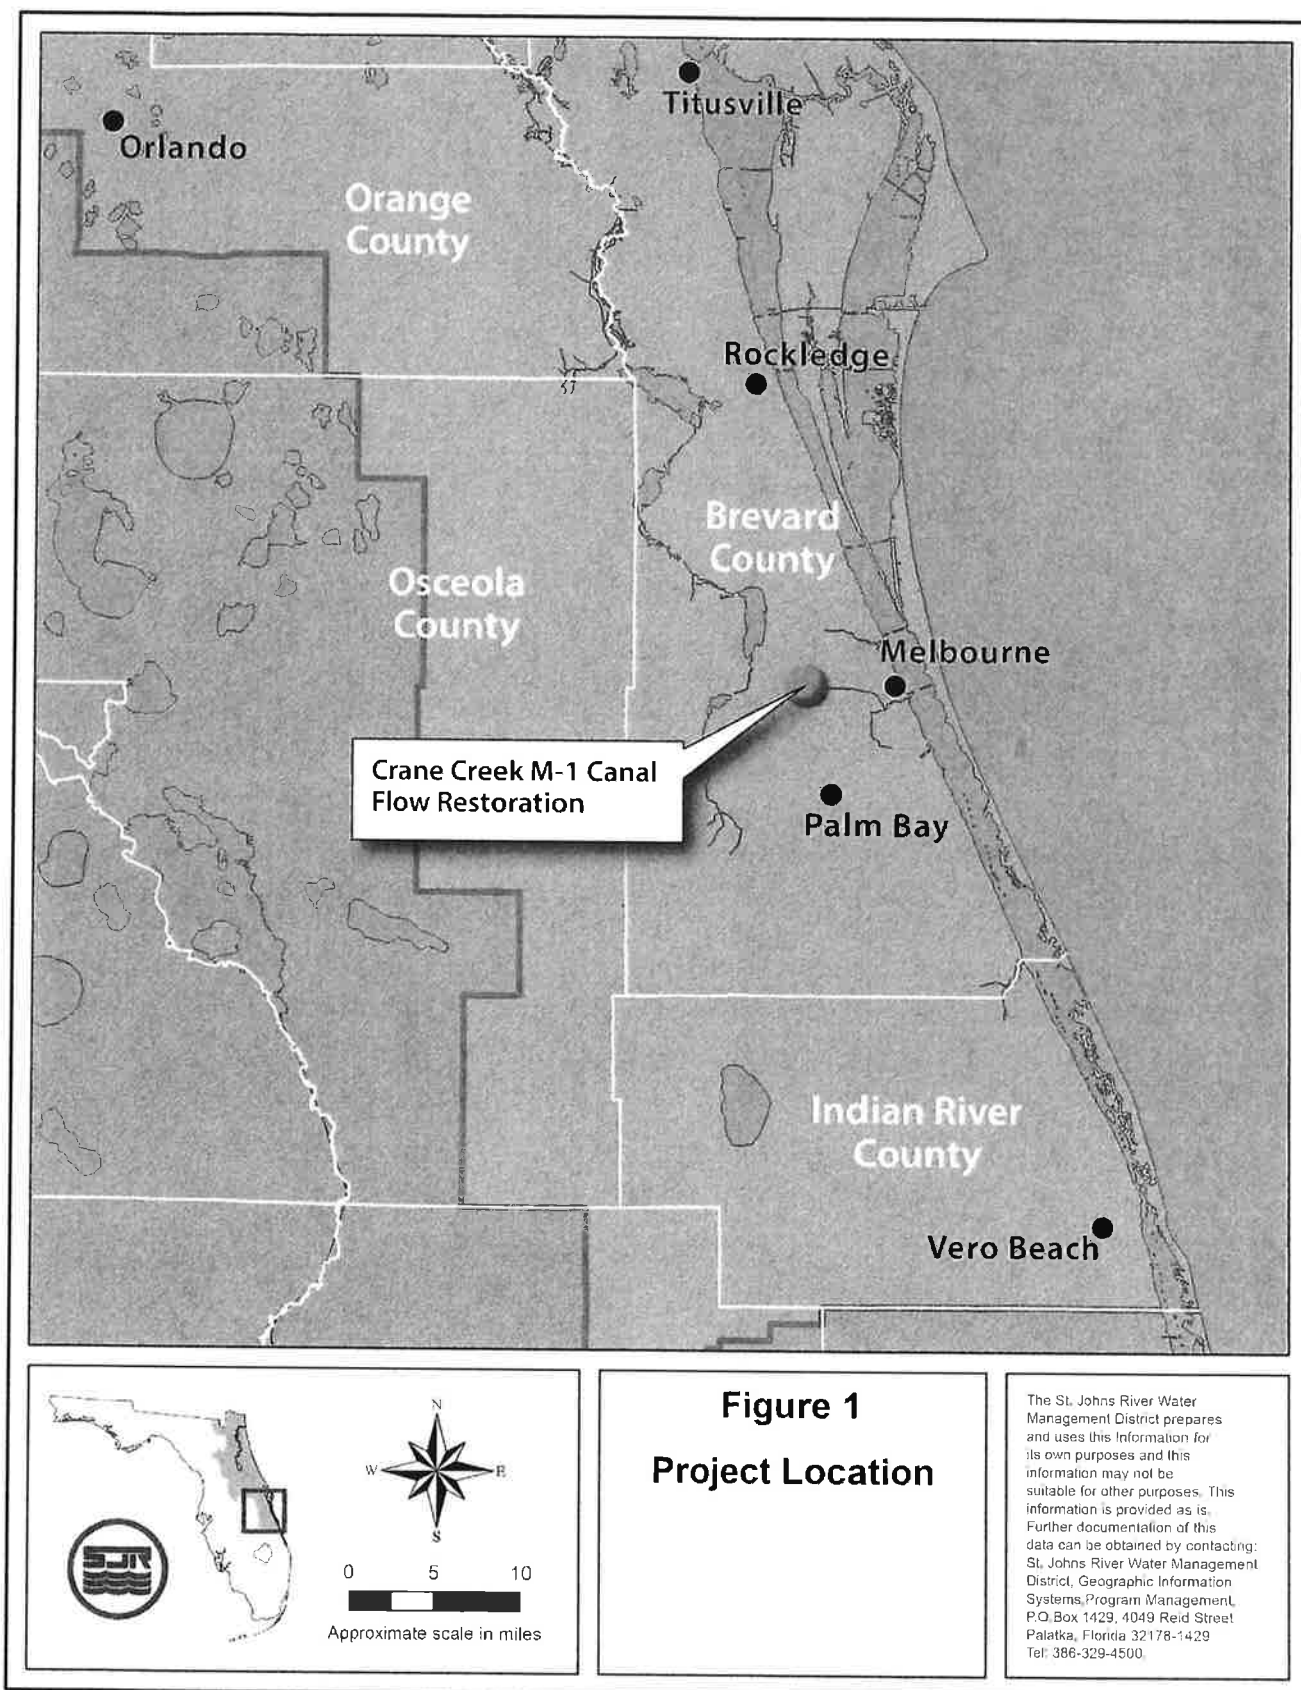 Titusville
Orlando
Orange
County
Rockledge
Brevard
County
Osceola
County
Melbourne
Crane Creek M-1 Canal
Flow Restoration
Palm Bay
Indian River
County
Vero Beach
N
W
E
S
SJR
0 5 10
Approximate scale in miles
Figure 1
Project Location
The St. Johns River Water
Management District prepares
and uses this information for
its own purposes and this
information may not be
suitable for other purposes. This
information is provided as is.
Further documentation of this
data can be obtained by contacting:
St. Johns River Water Management
District, Geographic Information
Systems, Program Management,
P.O. Box 1429, 4049 Reid Street
Palatka, Florida 32178-1429
Tel: 386-329-4500.